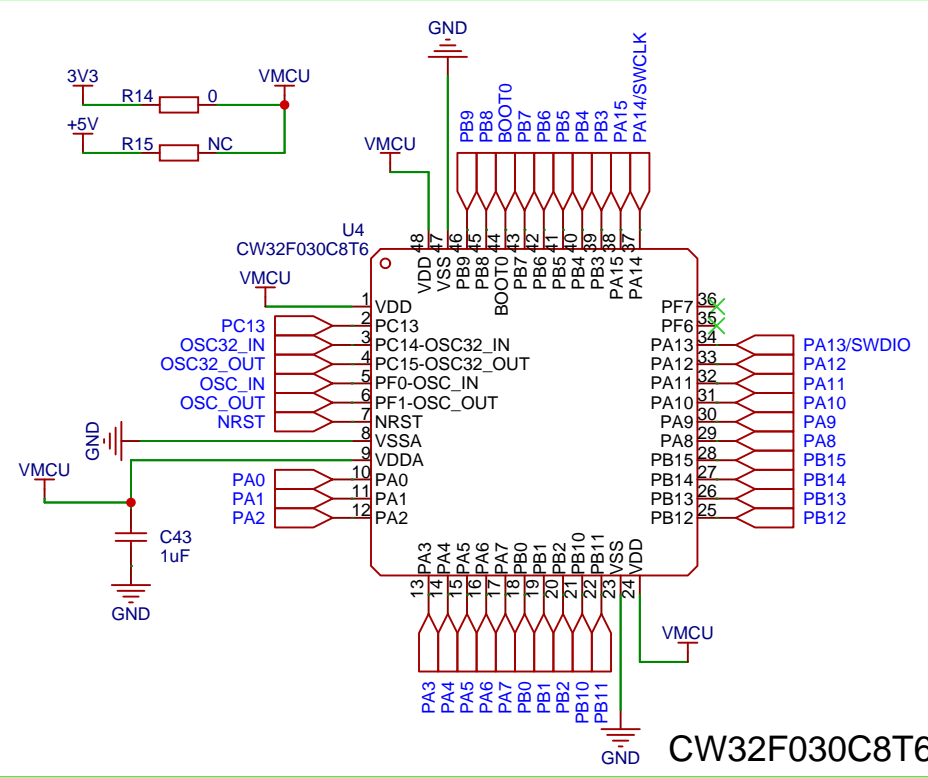 3V3
R14
0
VMCU
+5V
R15
NC
GND
VMCU
PB9
PB8
BOOT0
PB7
PB6
PB5
PB4
PB3
PA15
PA14/SWCLK
U4
CW32F030C8T6
48
47
46
45
44
43
42
41
40
39
38
37
VDD
VSS
PB9
PB8
BOOT0
PB7
PB6
PB5
PB4
PB3
PA15
PA14
VMCU
1 VDD
PC13 2 PC13
OSC32_IN 3 PC14-OSC32_IN
OSC32_OUT 4 PC15-OSC32_OUT
OSC_IN 5 PF0-OSC_IN
OSC_OUT 6 PF1-OSC_OUT
NRST 7 NRST
GND 8 VSSA
VMCU 9 VDDA
PA0 10 PA0
PA1 11 PA1
PA2 12 PA2
C43
1uF
GND
PF7 36
PF6 35
PA13 34 PA13/SWDIO
PA12 33 PA12
PA11 32 PA11
PA10 31 PA10
PA9 30 PA9
PA8 29 PA8
PB15 28 PB15
PB14 27 PB14
PB13 26 PB13
PB12 25 PB12
PA3
PA4
PA5
PA6
PA7
PB0
PB1
PB2
PB10
PB11
VSS
VDD
13
14
15
16
17
18
19
20
21
22
23
24
PA3
PA4
PA5
PA6
PA7
PB0
PB1
PB2
PB10
PB11
VMCU
GND
CW32F030C8T6